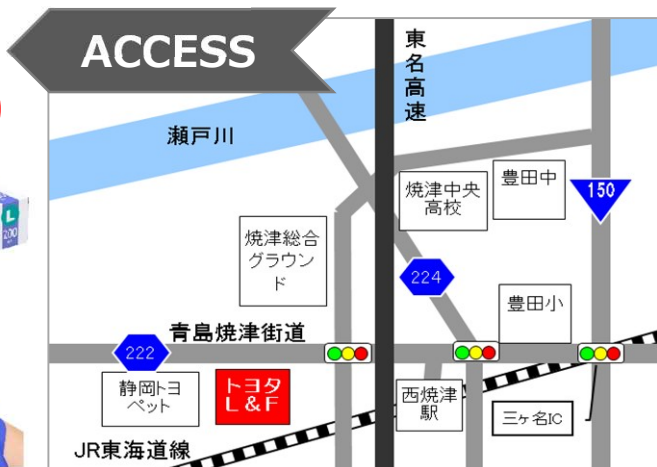 ACCESS
東名高速
瀬戸川
L
200
焼津中央
高校
豊田中
150
焼津総合
グラウン
ド
224
豊田小
青島焼津街道
222
静岡トヨ
ペット
トヨタ
L&F
西焼津
駅
三ヶ名IC
JR東海道線